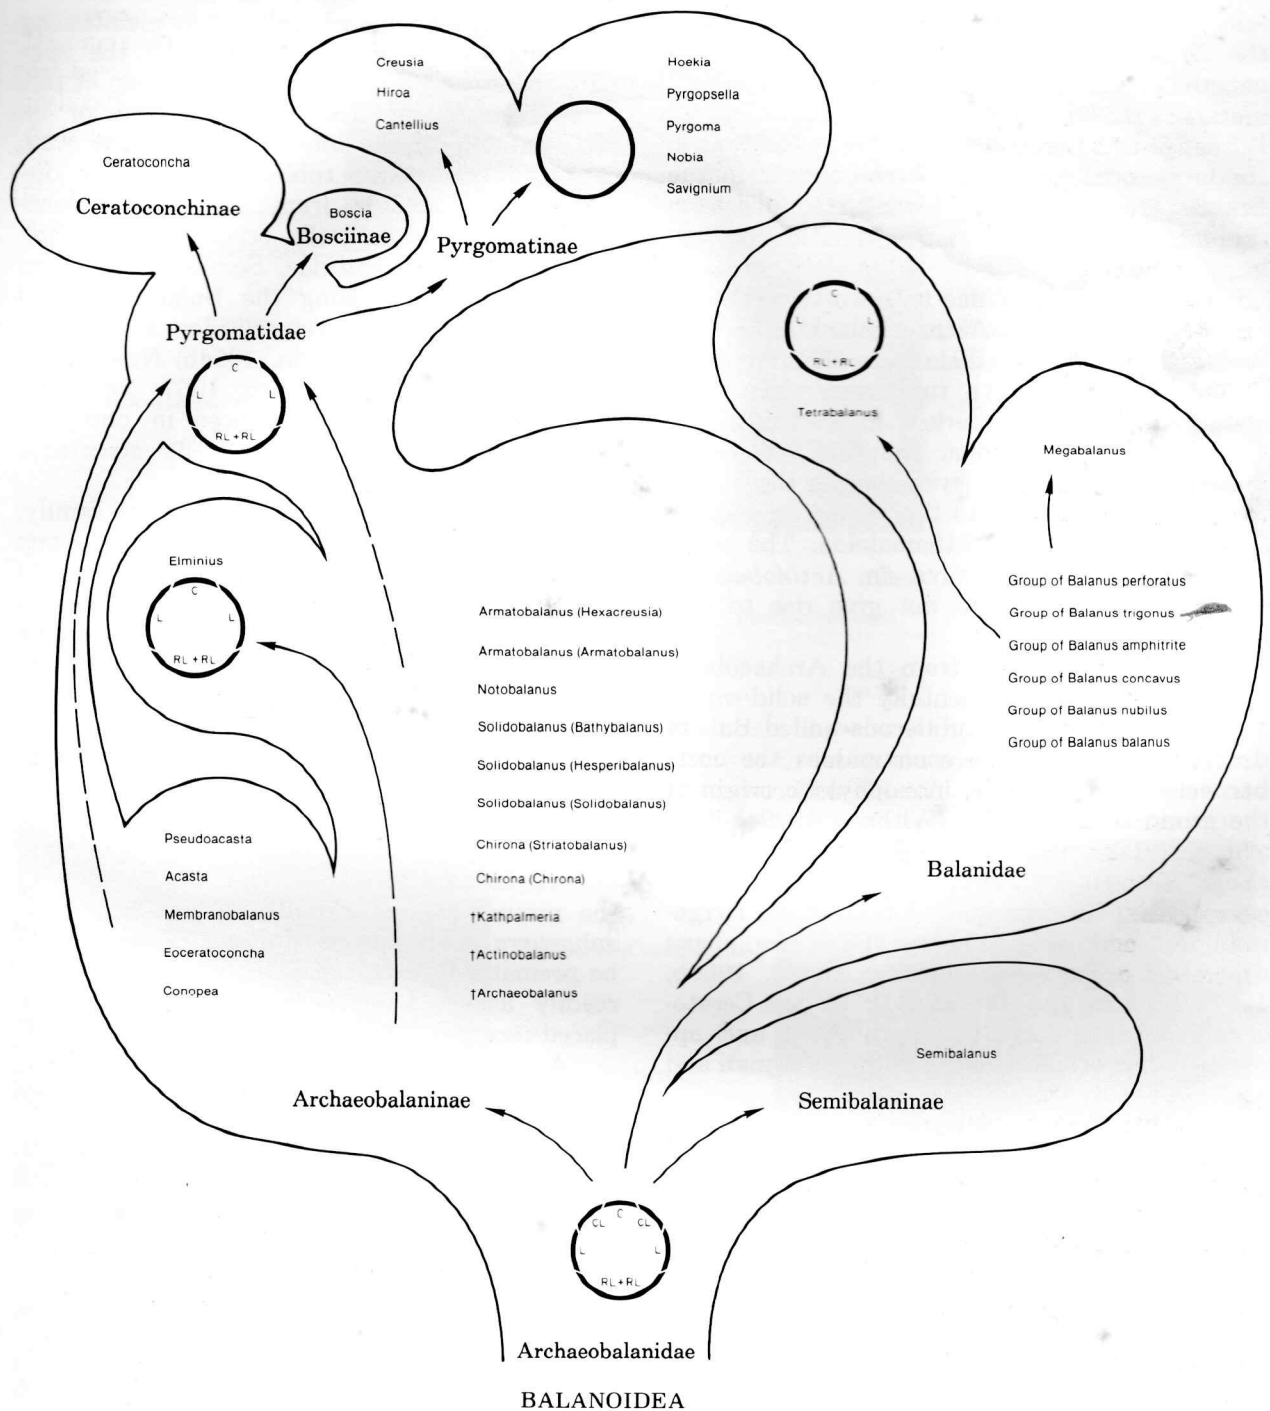 Creusia
Hiroa
Cantellius
Hoekia
Pyrgopsella
Pyrgoma
Nobia
Savignium
Ceratoconcha
Ceratoconchinae
Boscia
Bosciinae
Pyrgomatinae
Pyrgomatidae
C
L L
RL + RL
C
L L
RL + RL
Tetrabalanus
Megabalanus
Elminius
C
L L
RL + RL
Group of Balanus perforatus
Group of Balanus trigonus
Group of Balanus amphitrite
Group of Balanus concavus
Group of Balanus nubilus
Group of Balanus balanus
Armatobalanus (Hexacreusia)
Armatobalanus (Armatobalanus)
Notobalanus
Solidobalanus (Bathybalanus)
Solidobalanus (Hesperibalanus)
Solidobalanus (Solidobalanus)
Chirona (Striatobalanus)
Chirona (Chirona)
†Kathpalmeria
†Actinobalanus
†Archaeobalanus
Pseudoacasta
Acasta
Membranobalanus
Eoceratoconcha
Conopea
Balanidae
Semibalanus
Archaeobalaninae
Semibalaninae
C
CL CL
L L
RL + RL
Archaeobalanidae
BALANOIDEA